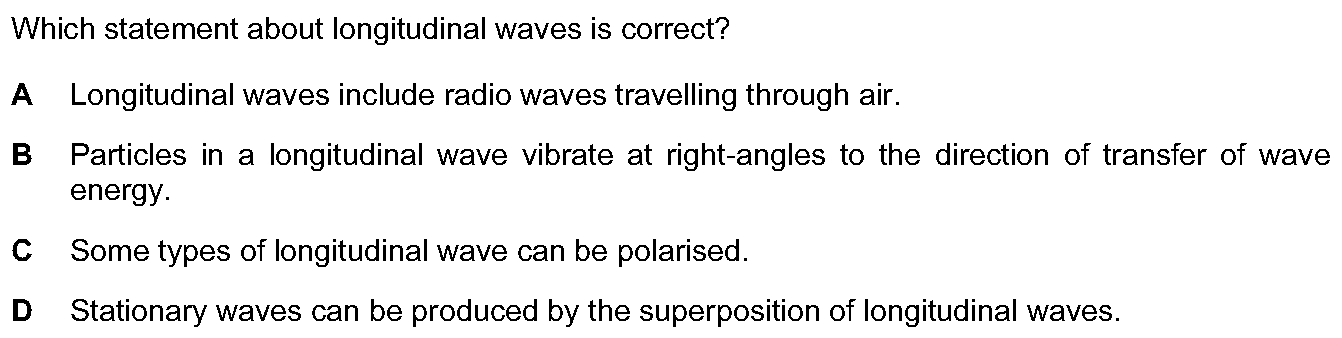 Which statement about longitudinal waves is correct?
A Longitudinal waves include radio waves travelling through air.
B Particles in a longitudinal wave vibrate at right-angles to the direction of transfer of wave
energy.
C Some types of longitudinal wave can be polarised.
D Stationary waves can be produced by the superposition of longitudinal waves.